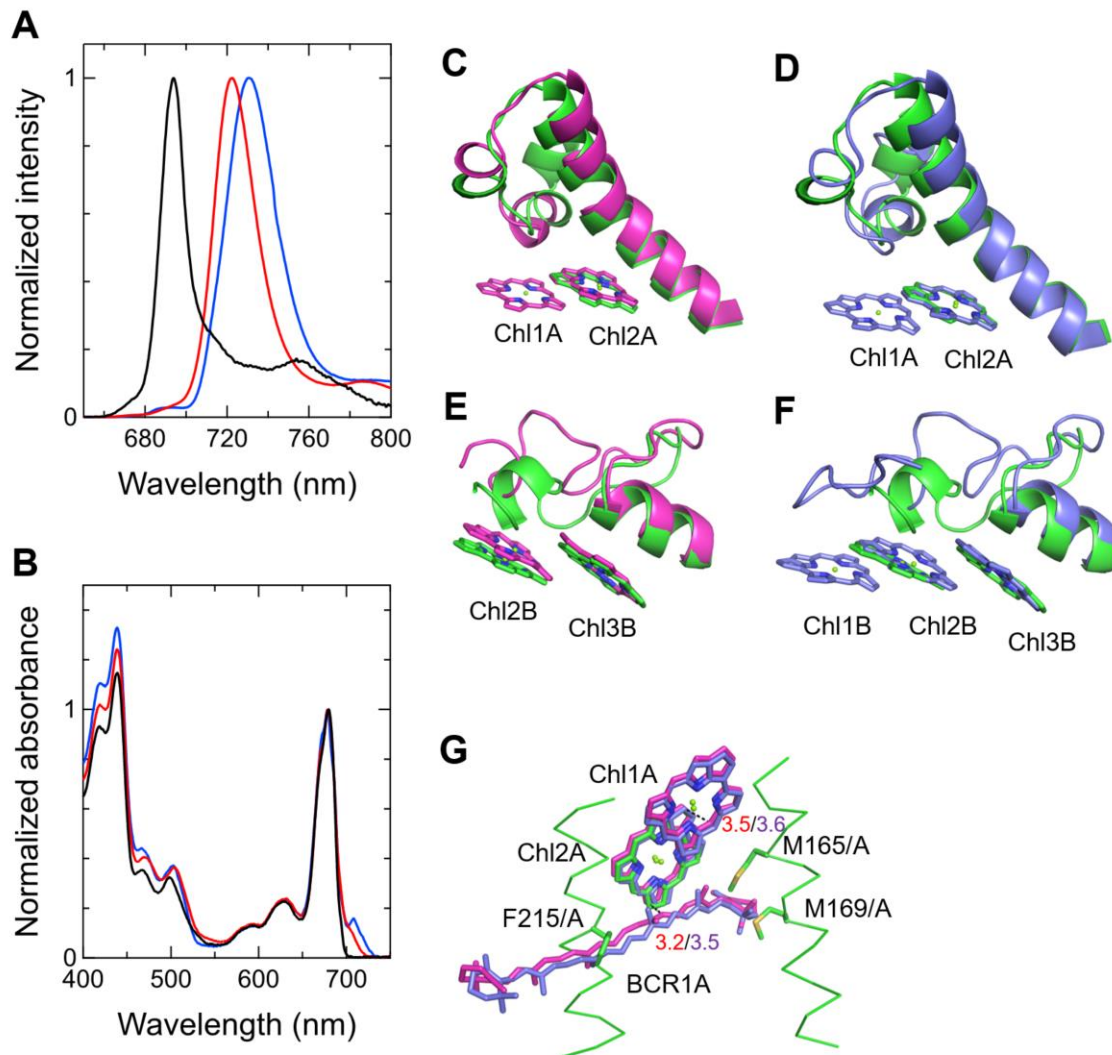 A
Normalized intensity
1
0
680
720
760
800
Wavelength (nm)
B
Normalized absorbance
1
0
400
500
600
700
Wavelength (nm)
C
Chl1A
Chl2A
D
Chl1A
Chl2A
E
Chl2B
Chl3B
F
Chl1B
Chl2B
Chl3B
G
Chl1A
3.5/3.6
Chl2A
M165/A
F215/A
M169/A
3.2/3.5
BCR1A